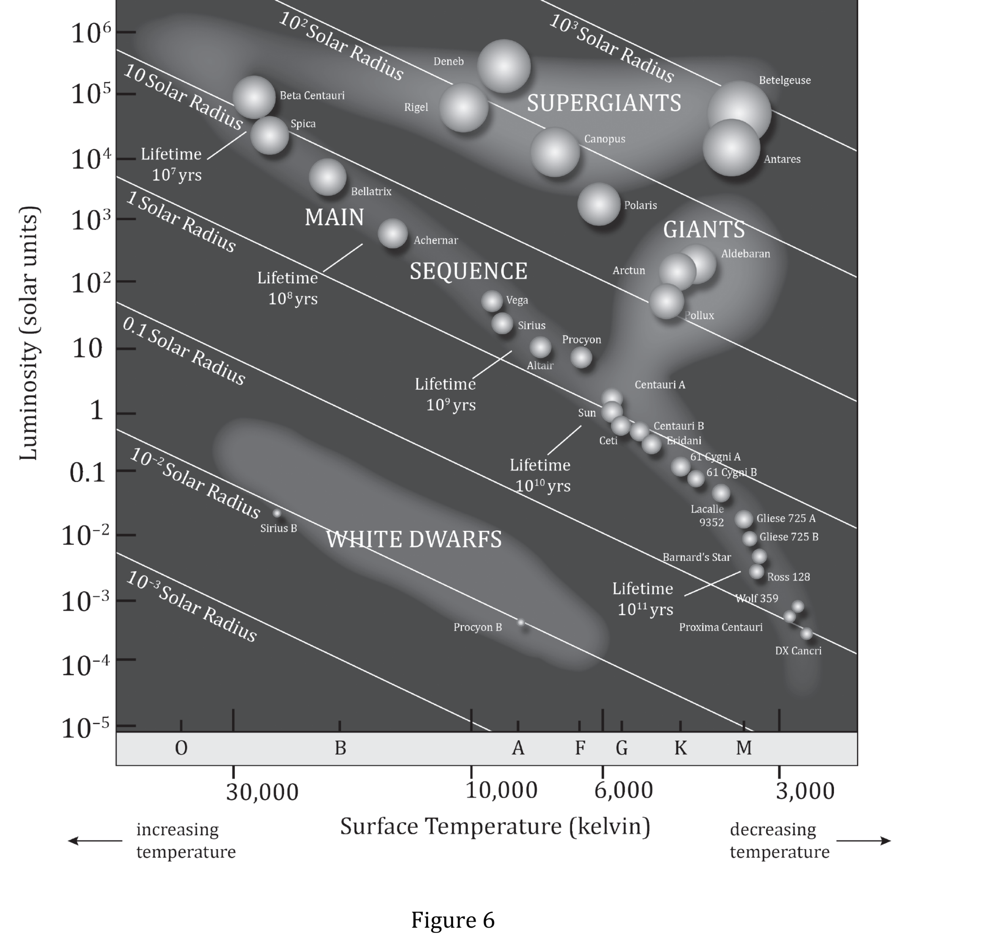 10⁶
10⁵
10⁴
10³
10²
10
1
0.1
10⁻²
10⁻³
10⁻⁴
10⁻⁵
Luminosity (solar units)
10² Solar Radius
10³ Solar Radius
10 Solar Radius
1 Solar Radius
0.1 Solar Radius
10⁻² Solar Radius
10⁻³ Solar Radius
Deneb
Betelgeuse
Beta Centauri
Rigel
SUPERGIANTS
Spica
Canopus
Antares
Lifetime
10⁷ yrs
Bellatrix
Polaris
MAIN
GIANTS
Achernar
Aldebaran
SEQUENCE
Arctun
Lifetime
10⁸ yrs
Vega
Pollux
Sirius
Procyon
Altair
Lifetime
10⁹ yrs
Centauri A
Sun
Centauri B
Ceti
Eridani
61 Cygni A
61 Cygni B
Lifetime
10¹⁰ yrs
Lacalle
9352
Gliese 725 A
Sirius B
WHITE DWARFS
Gliese 725 B
Barnard's Star
Ross 128
Lifetime
10¹¹ yrs
Wolf 359
Procyon B
Proxima Centauri
DX Cancri
O B A F G K M
30,000 10,000 6,000 3,000
Surface Temperature (kelvin)
increasing
temperature
decreasing
temperature
Figure 6